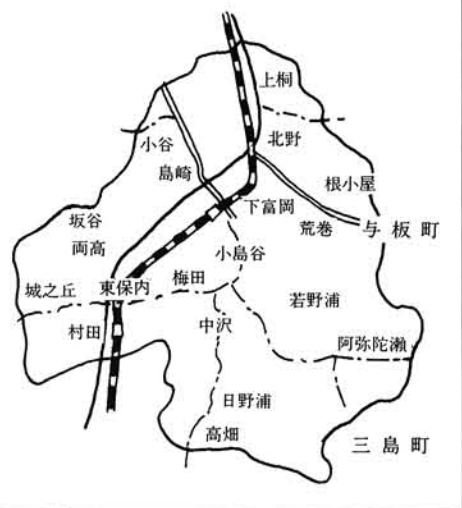 上桐
北野
小谷
島崎
根小屋
下富岡
坂谷
荒巻
与板町
両高
小島谷
城之丘
東保内
梅田
若野浦
村田
中沢
阿弥陀瀬
日野浦
高畑
三島町